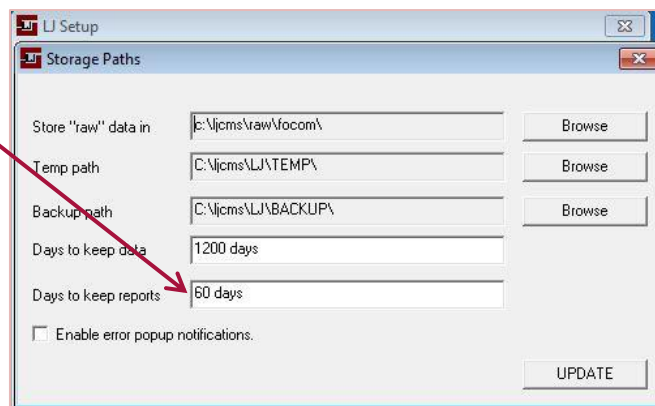 LJ Setup
Storage Paths
Store "raw" data in c:\ljcms\raw\focom\ Browse
Temp path C:\ljcms\LJ\TEMP\ Browse
Backup path C:\ljcms\LJ\BACKUP\ Browse
Days to keep data 1200 days
Days to keep reports 60 days
Enable error popup notifications.
UPDATE